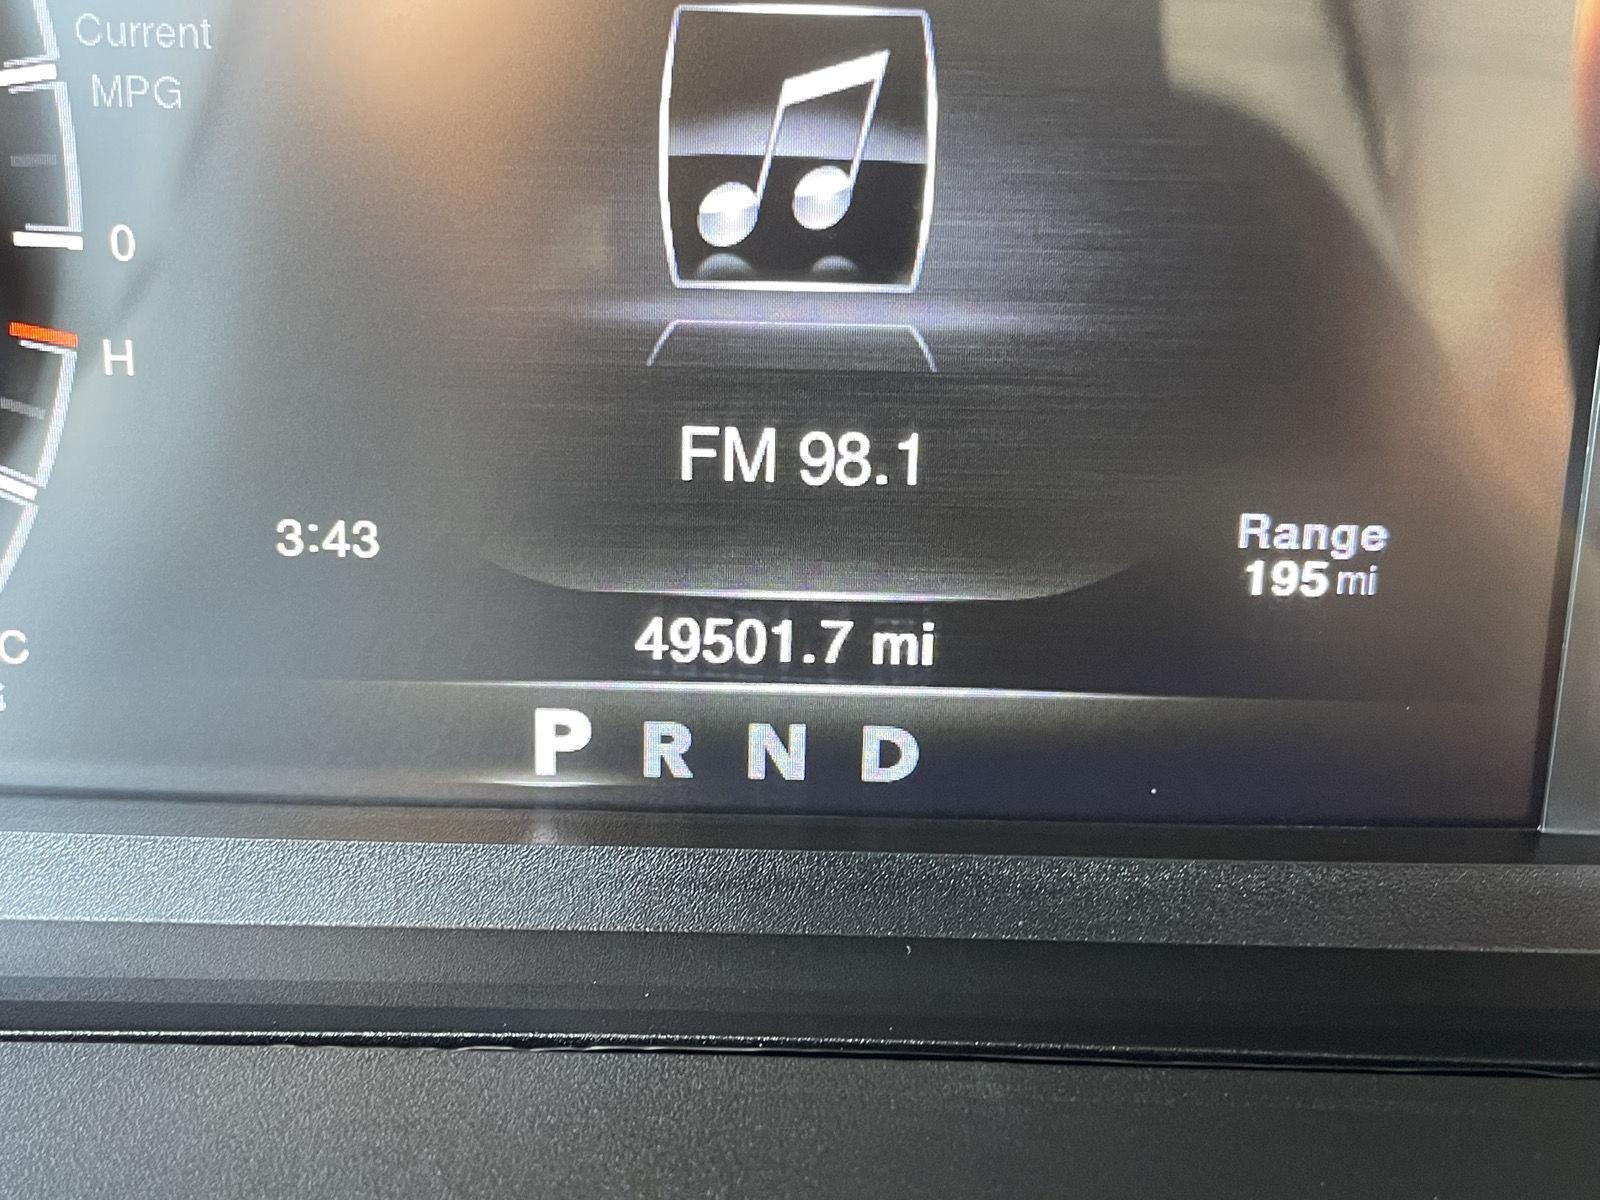 Current
MPG
0
H
FM 98.1
3:43
Range
195 mi
49501.7 mi
C
P R N D